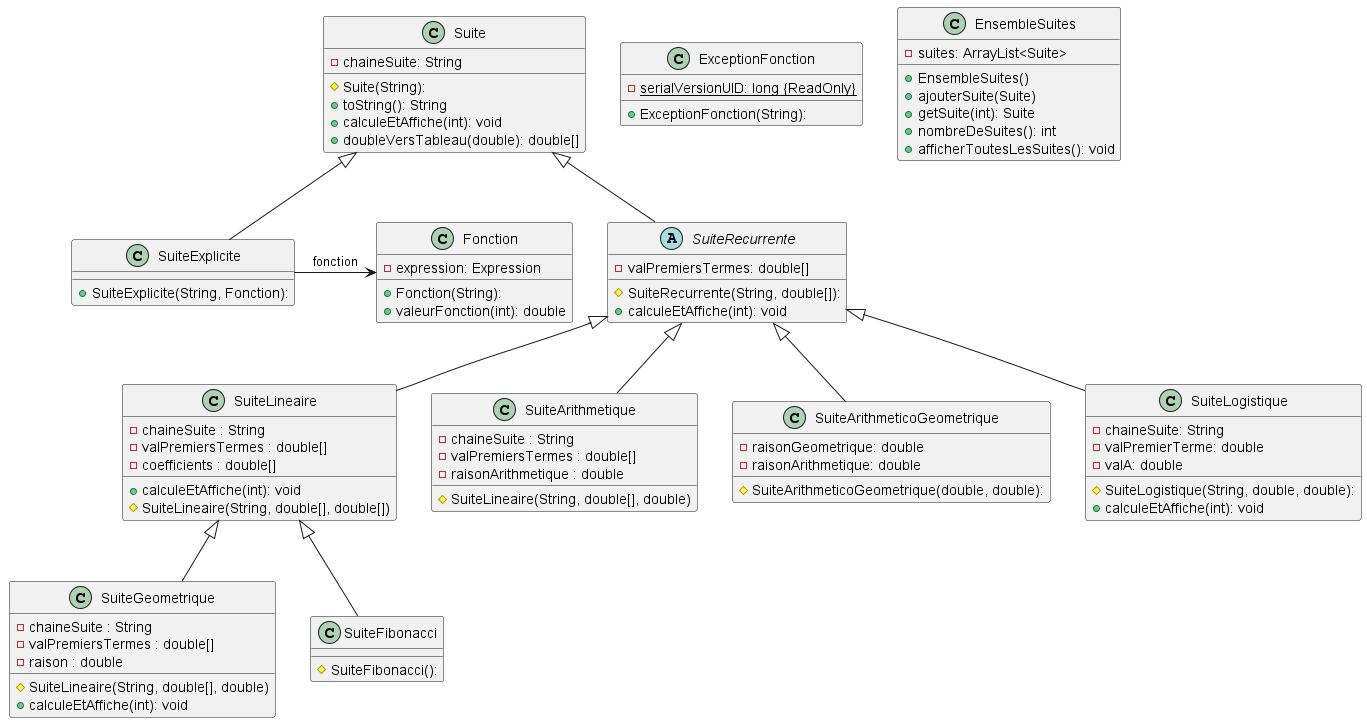 C Suite
chaineSuite: String
Suite(String):
toString(): String
calculeEtAffiche(int): void
doubleVersTableau(double): double[]
C ExceptionFonction
serialVersionUID: long {ReadOnly}
ExceptionFonction(String):
C EnsembleSuites
suites: ArrayList<Suite>
EnsembleSuites()
ajouterSuite(Suite)
getSuite(int): Suite
nombreDeSuites(): int
afficherToutesLesSuites(): void
C SuiteExplicite
SuiteExplicite(String, Fonction):
fonction
C Fonction
expression: Expression
Fonction(String):
valeurFonction(int): double
A SuiteRecurrente
valPremiersTermes: double[]
SuiteRecurrente(String, double[]):
calculeEtAffiche(int): void
C SuiteLineaire
chaineSuite : String
valPremiersTermes : double[]
coefficients : double[]
calculeEtAffiche(int): void
SuiteLineaire(String, double[], double[])
C SuiteArithmetique
chaineSuite : String
valPremiersTermes : double[]
raisonArithmetique : double
SuiteLineaire(String, double[], double)
C SuiteArithmeticoGeometrique
raisonGeometrique: double
raisonArithmetique: double
SuiteArithmeticoGeometrique(double, double):
C SuiteLogistique
chaineSuite: String
valPremierTerme: double
valA: double
SuiteLogistique(String, double, double):
calculeEtAffiche(int): void
C SuiteGeometrique
chaineSuite : String
valPremiersTermes : double[]
raison : double
SuiteLineaire(String, double[], double)
calculeEtAffiche(int): void
C SuiteFibonacci
SuiteFibonacci():